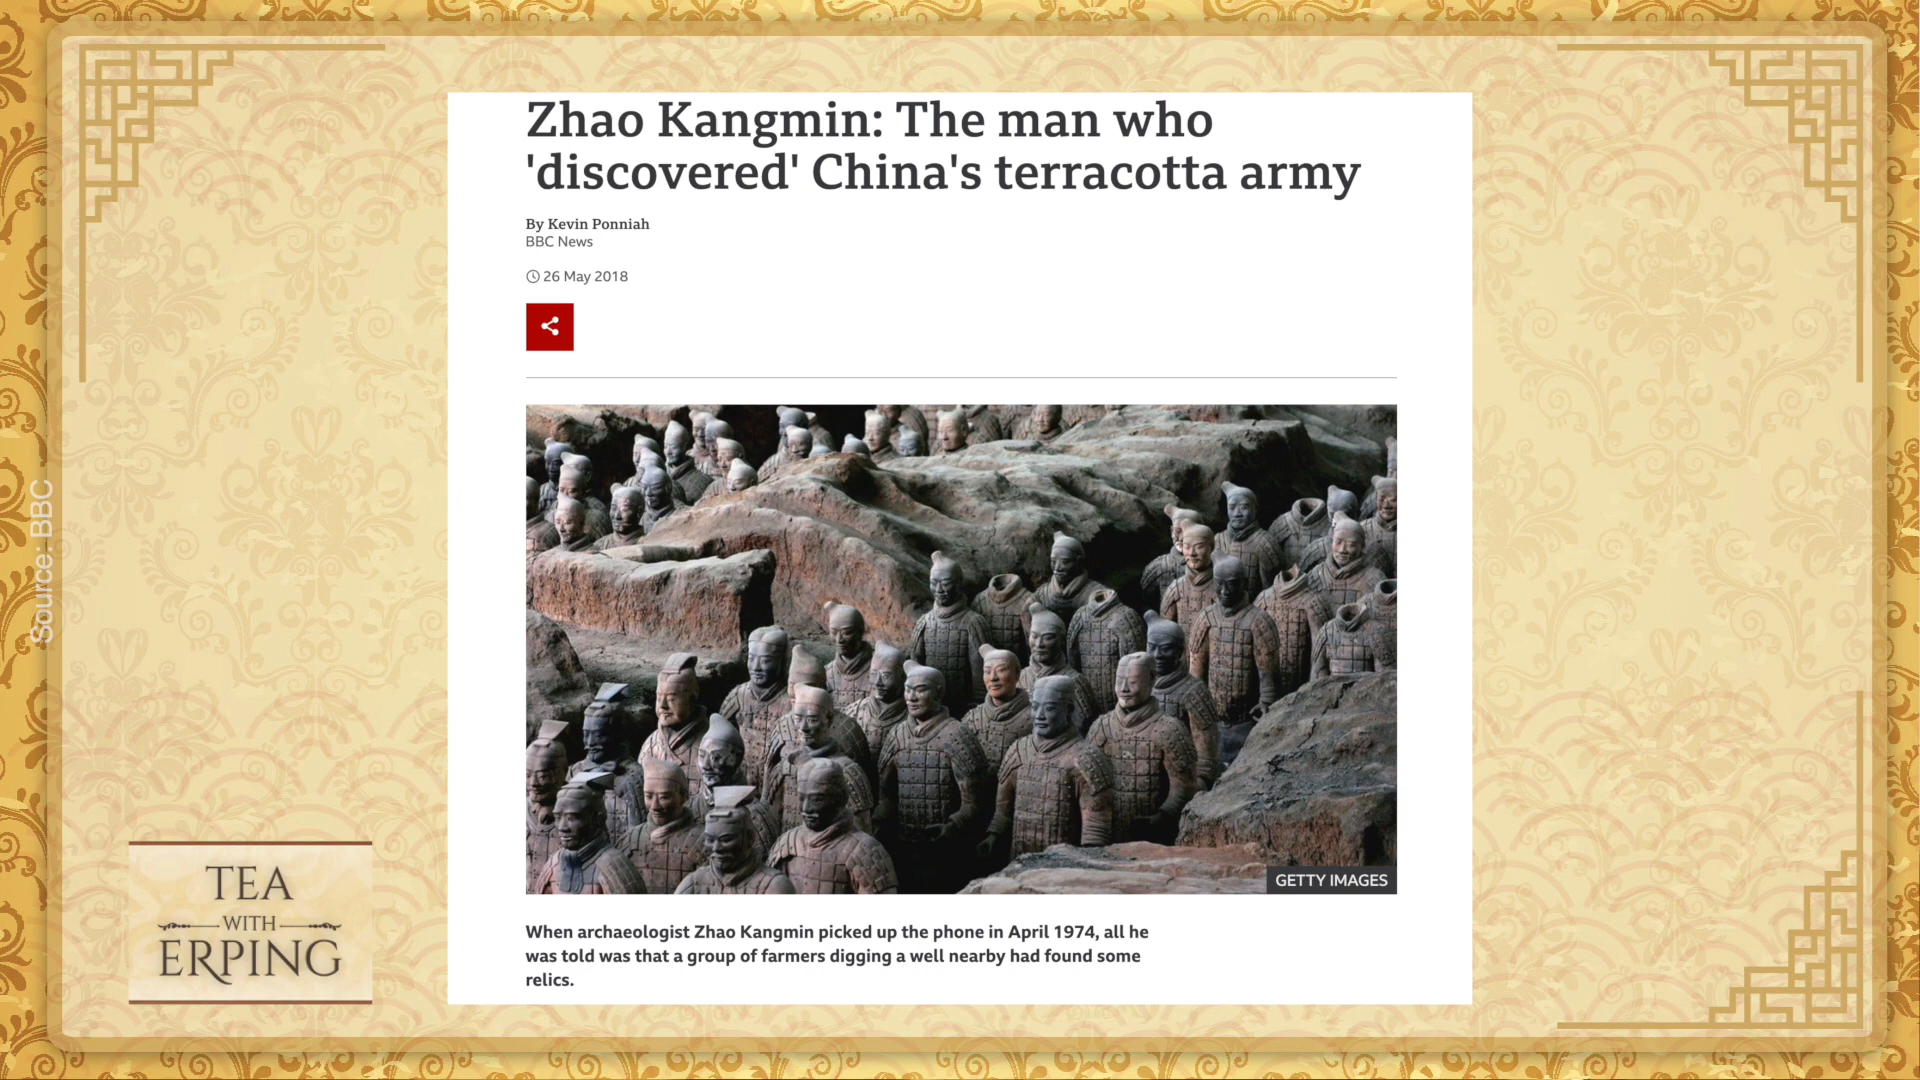 Zhao Kangmin: The man who
'discovered' China's terracotta army
By Kevin Ponniah
BBC News
26 May 2018
GETTY IMAGES
When archaeologist Zhao Kangmin picked up the phone in April 1974, all he
was told was that a group of farmers digging a well nearby had found some
relics.
Source: BBC
TEA
WITH
ERPING